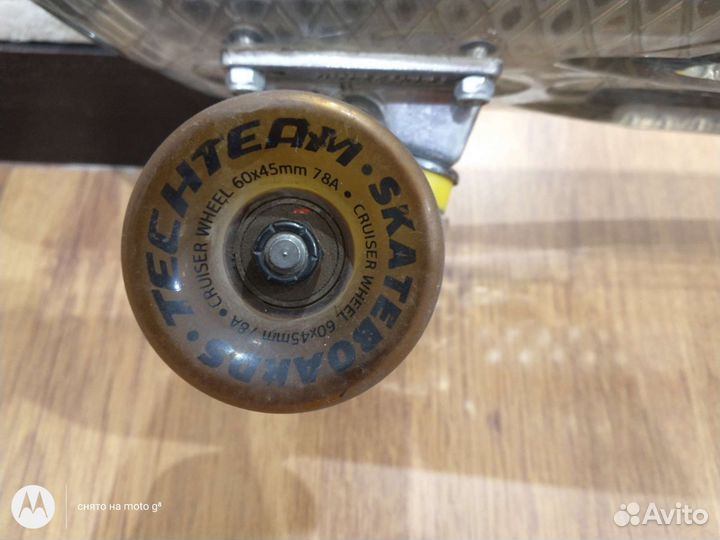 TECHTEAM • SKATEBOARDS •
CRUISER WHEEL 60x45mm 78A •
CRUISER WHEEL 60x45mm 78A •
снято на moto g⁸
Avito